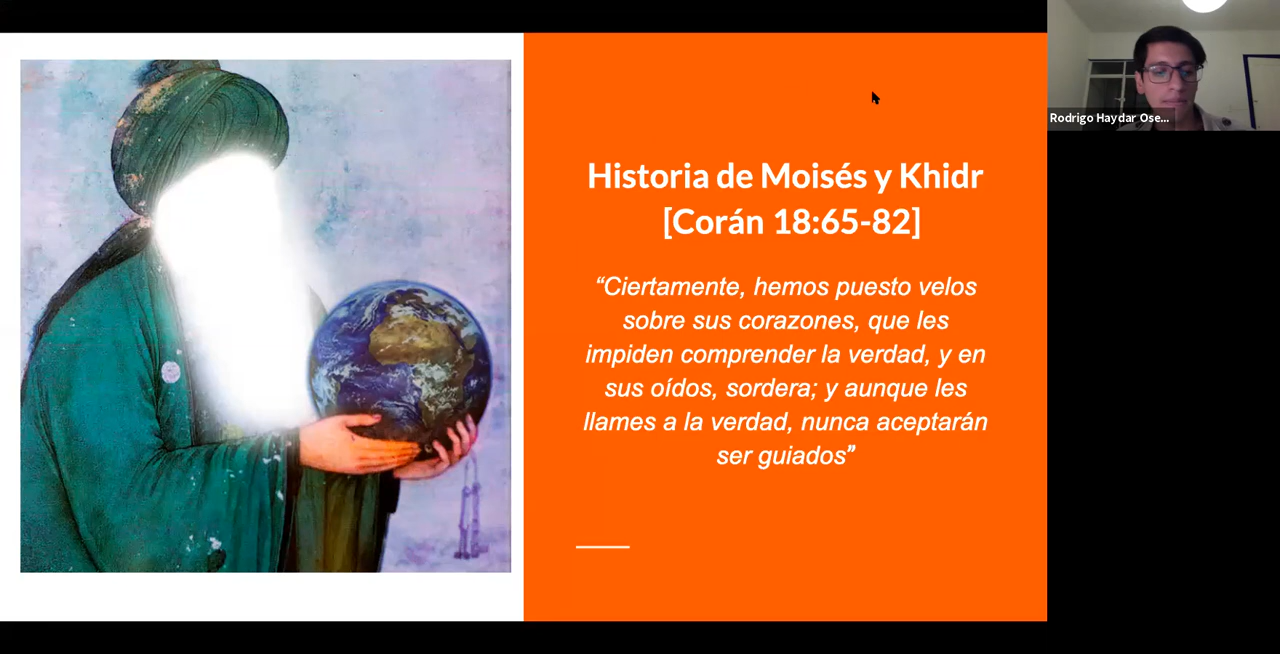 Historia de Moisés y Khidr
[Corán 18:65-82]
“Ciertamente, hemos puesto velos
sobre sus corazones, que les
impiden comprender la verdad, y en
sus oídos, sordera; y aunque les
llames a la verdad, nunca aceptarán
ser guiados”
Rodrigo Haydar Ose...